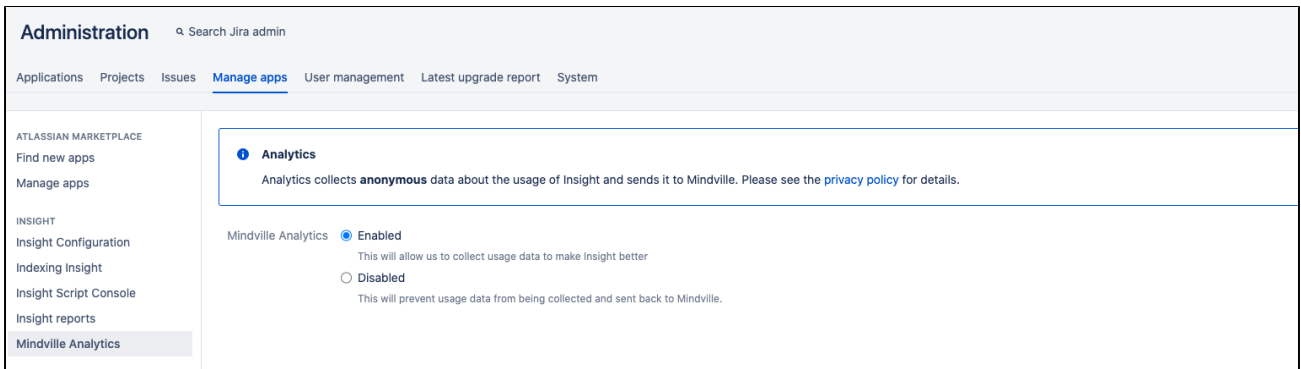 Administration
Search Jira admin
Applications Projects Issues Manage apps User management Latest upgrade report System
ATLASSIAN MARKETPLACE
Find new apps
Manage apps
INSIGHT
Insight Configuration
Indexing Insight
Insight Script Console
Insight reports
Mindville Analytics
Analytics
Analytics collects anonymous data about the usage of Insight and sends it to Mindville. Please see the privacy policy for details.
Mindville Analytics Enabled
This will allow us to collect usage data to make Insight better
Disabled
This will prevent usage data from being collected and sent back to Mindville.